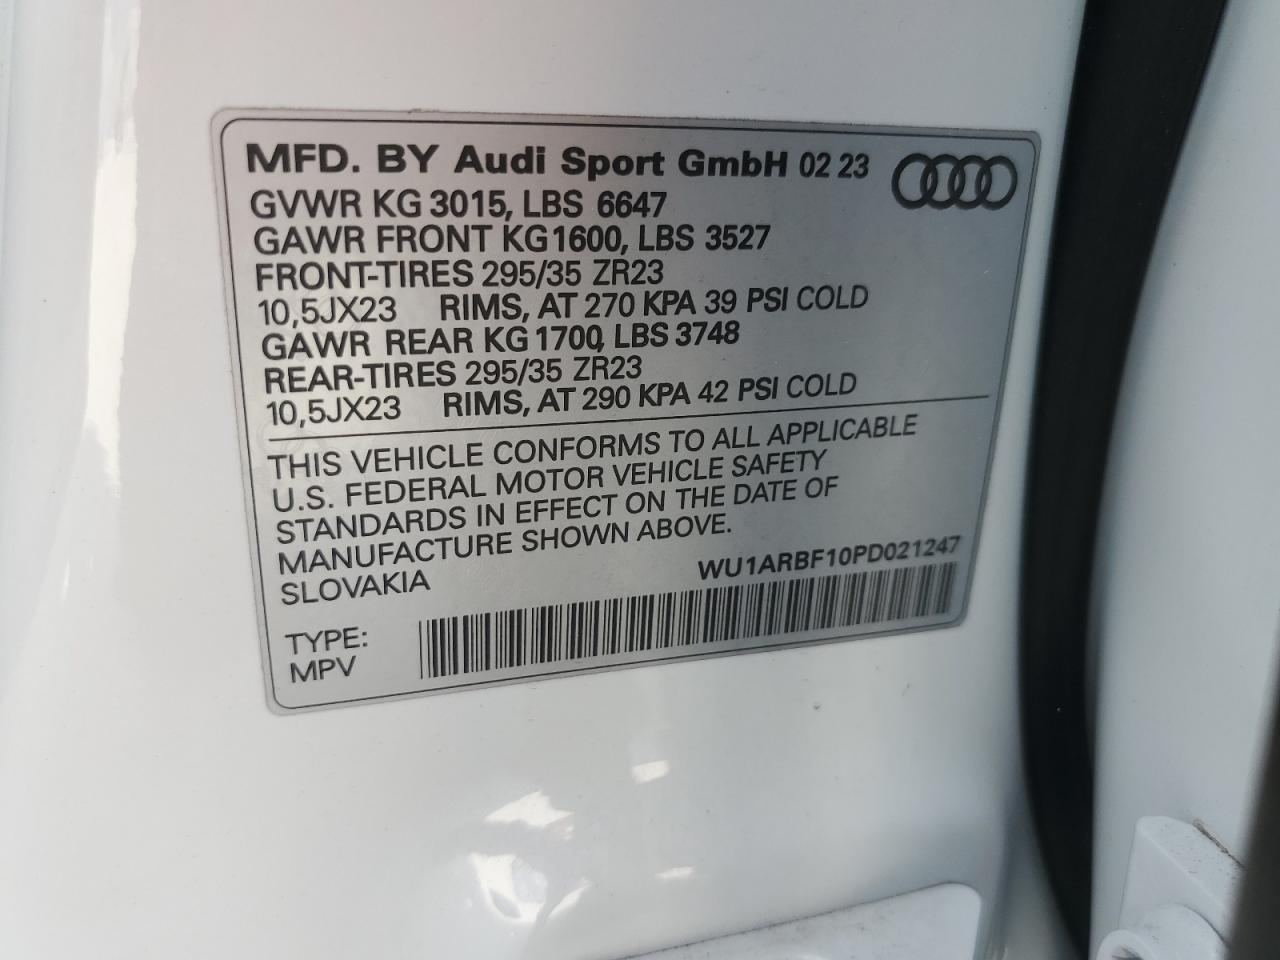 MFD. BY Audi Sport GmbH 02 23
GVWR KG 3015, LBS 6647
GAWR FRONT KG 1600, LBS 3527
FRONT-TIRES 295/35 ZR23
10,5JX23 RIMS, AT 270 KPA 39 PSI COLD
GAWR REAR KG 1700, LBS 3748
REAR-TIRES 295/35 ZR23
10,5JX23 RIMS, AT 290 KPA 42 PSI COLD
THIS VEHICLE CONFORMS TO ALL APPLICABLE
U.S. FEDERAL MOTOR VEHICLE SAFETY
STANDARDS IN EFFECT ON THE DATE OF
MANUFACTURE SHOWN ABOVE.
SLOVAKIA WU1ARBF10PD021247
TYPE:
MPV